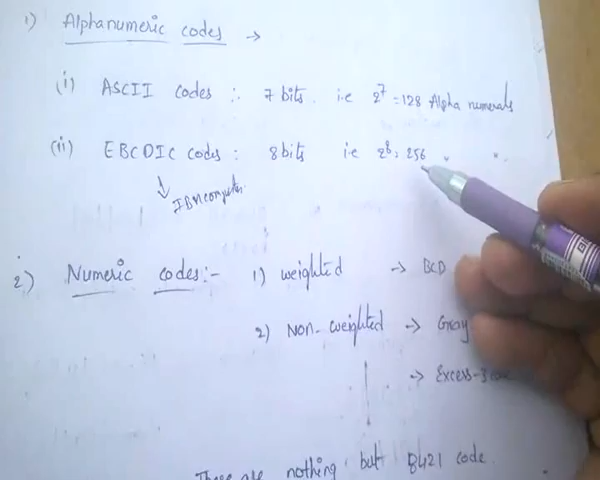 1) Alphanumeric codes →
(i) ASCII codes : 7 bits . i.e 2^7 = 128 Alpha numerals
(ii) EBCDIC codes : 8 bits i.e 2^8 = 256 " "
↓ IBM computer.
2) Numeric codes :- 1) weighted → BCD
2) Non-weighted → Gray
→ Excess-3
These are nothing but 8421 code.